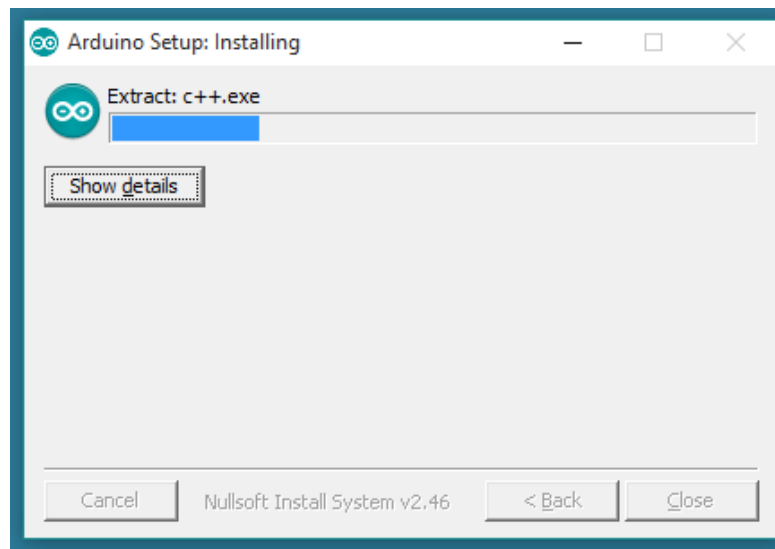 Arduino Setup: Installing
Extract: c++.exe
Show details
Cancel Nullsoft Install System v2.46 < Back Close